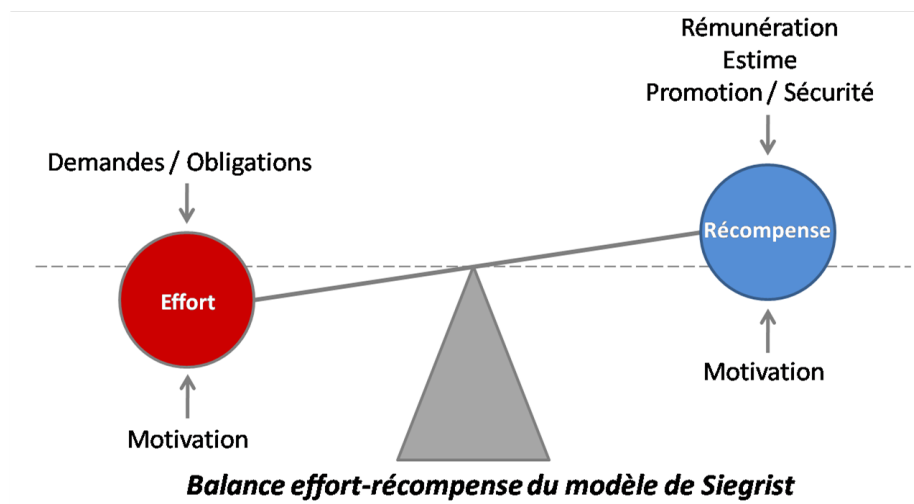 Rémunération
Estime
Promotion / Sécurité
Demandes / Obligations
Récompense
Effort
Motivation
Motivation
Balance effort-récompense du modèle de Siegrist